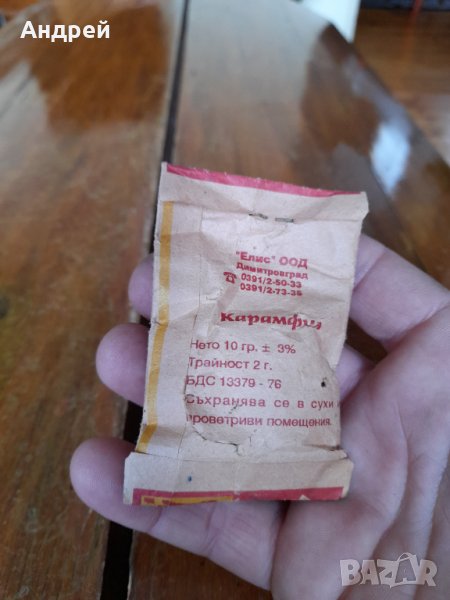 Андрей
"Елис" ООД
Димитровград
☎ 0391/2-50-33
0391/2-73-35
Карамфил
Нето 10 гр. ± 3%
Трайност 2 г.
БДС 13379 - 76
Съхранява се в сухи и
проветриви помещения.
BAZAR